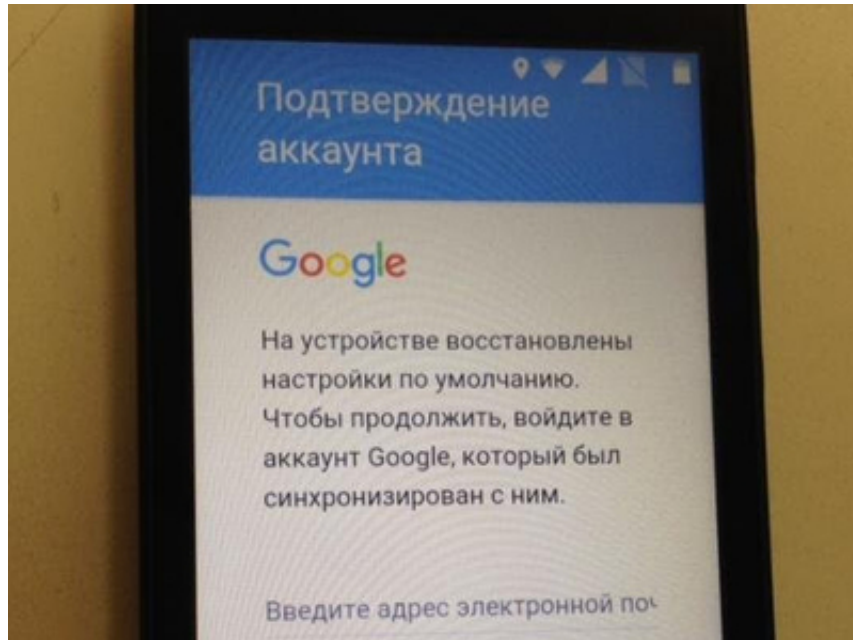 Подтверждение
аккаунта
Google
На устройстве восстановлены
настройки по умолчанию.
Чтобы продолжить, войдите в
аккаунт Google, который был
синхронизирован с ним.
Введите адрес электронной